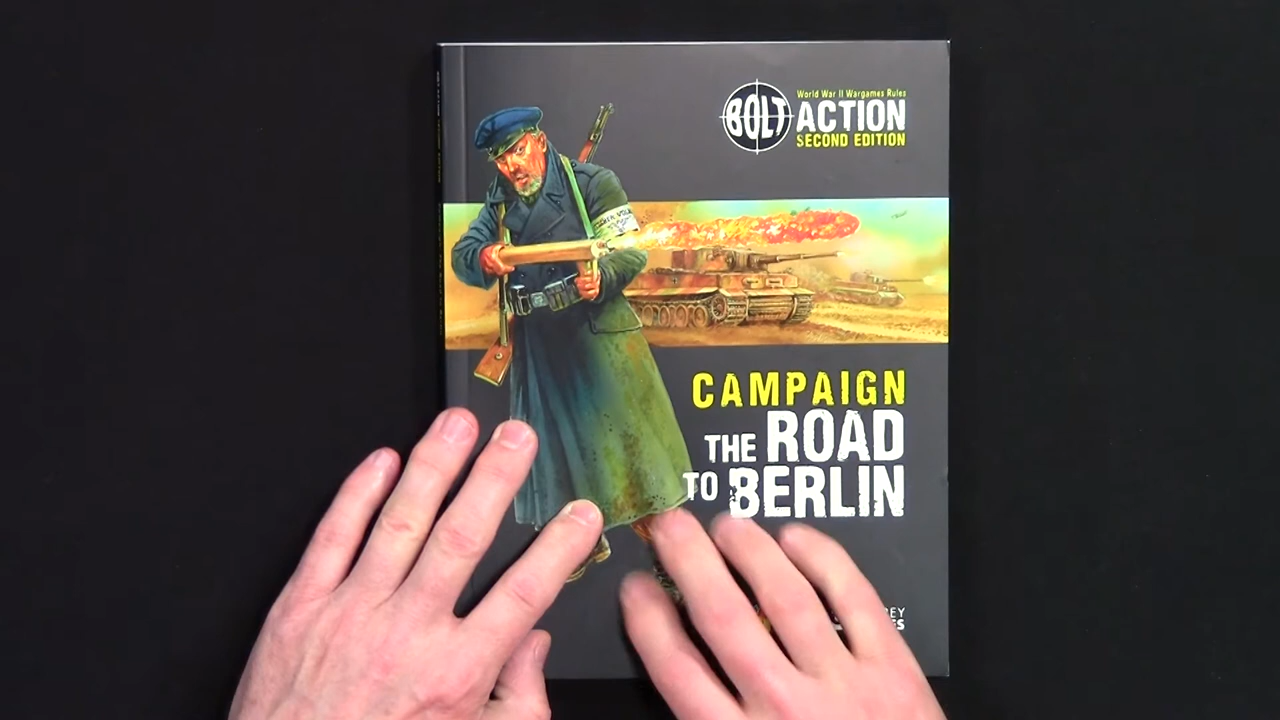 World War II Wargames Rules
BOLT ACTION
SECOND EDITION
CAMPAIGN
THE ROAD
TO BERLIN